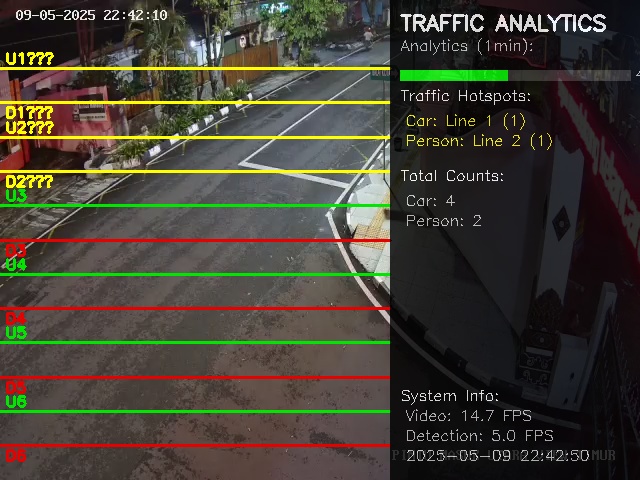 09-05-2025 22:42:10
U1???
D1???
U2???
D2???
U3
D3
U4
D4
U5
D5
U6
D6
TRAFFIC ANALYTICS
Analytics (1min):
Traffic Hotspots:
Car: Line 1 (1)
Person: Line 2 (1)
Total Counts:
Car: 4
Person: 2
System Info:
Video: 14.7 FPS
Detection: 5.0 FPS
2025-05-09 22:42:50